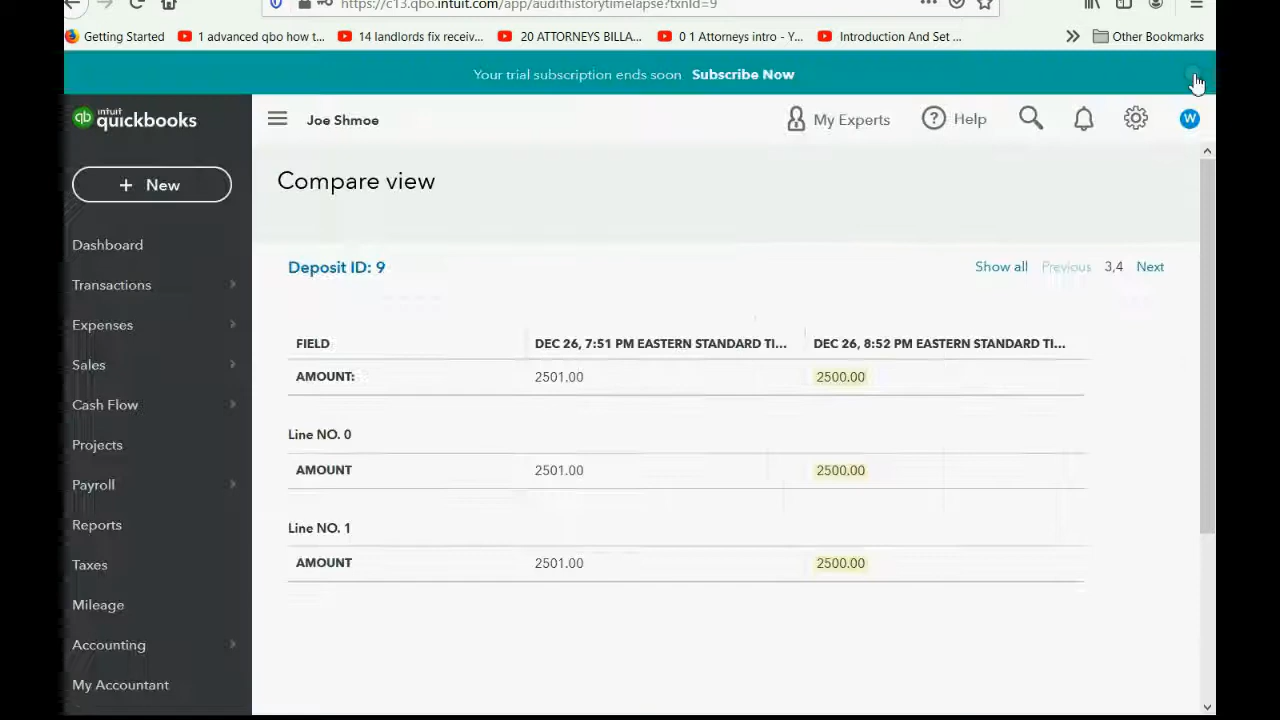 https://c13.qbo.intuit.com/app/audithistorytimelapse?txnId=9
Getting Started
1 advanced qbo how t...
14 landlords fix receiv...
20 ATTORNEYS BILLA...
0 1 Attorneys intro - Y...
Introduction And Set ...
Other Bookmarks
Your trial subscription ends soon Subscribe Now
intuit
quickbooks
Joe Shmoe
My Experts
Help
W
+ New
Compare view
Dashboard
Transactions
Expenses
Sales
Cash Flow
Projects
Payroll
Reports
Taxes
Mileage
Accounting
My Accountant
Deposit ID: 9
Show all Previous 3,4 Next
FIELD DEC 26, 7:51 PM EASTERN STANDARD TI... DEC 26, 8:52 PM EASTERN STANDARD TI...
AMOUNT: 2501.00 2500.00
Line NO. 0
AMOUNT 2501.00 2500.00
Line NO. 1
AMOUNT 2501.00 2500.00